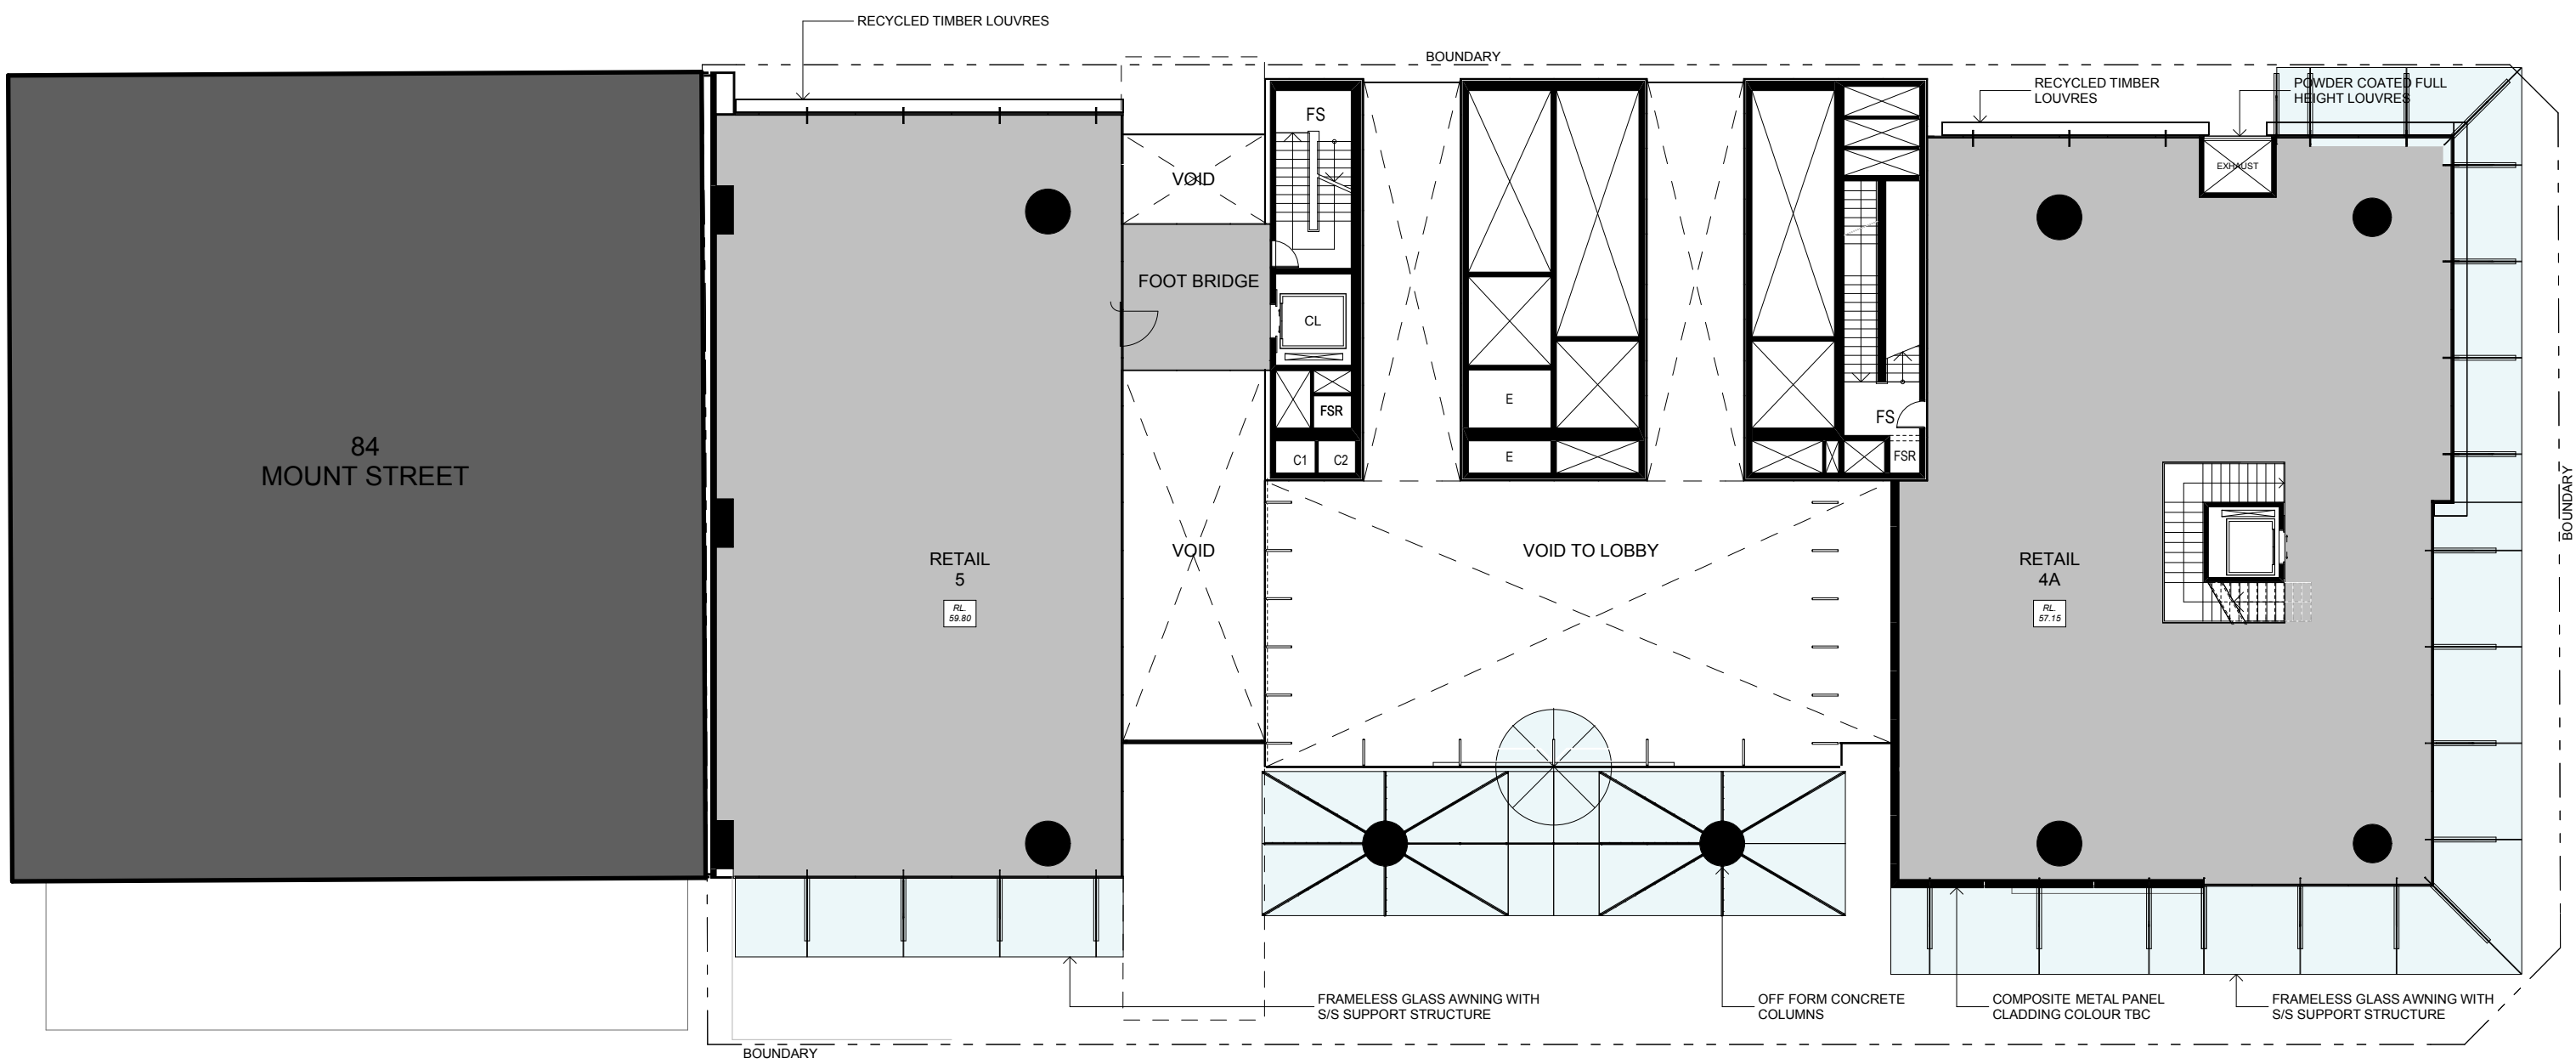 RECYCLED TIMBER LOUVRES
BOUNDARY
RECYCLED TIMBER
LOUVRES
POWDER COATED FULL
HEIGHT LOUVRES
FS
EXHAUST
VOID
FOOT BRIDGE
CL
E
FSR
FS
C1
C2
E
FSR
84
MOUNT STREET
BOUNDARY
RETAIL
5
RL.
59.80
VOID
VOID TO LOBBY
RETAIL
4A
RL.
57.15
FRAMELESS GLASS AWNING WITH
S/S SUPPORT STRUCTURE
OFF FORM CONCRETE
COLUMNS
COMPOSITE METAL PANEL
CLADDING COLOUR TBC
FRAMELESS GLASS AWNING WITH
S/S SUPPORT STRUCTURE
BOUNDARY